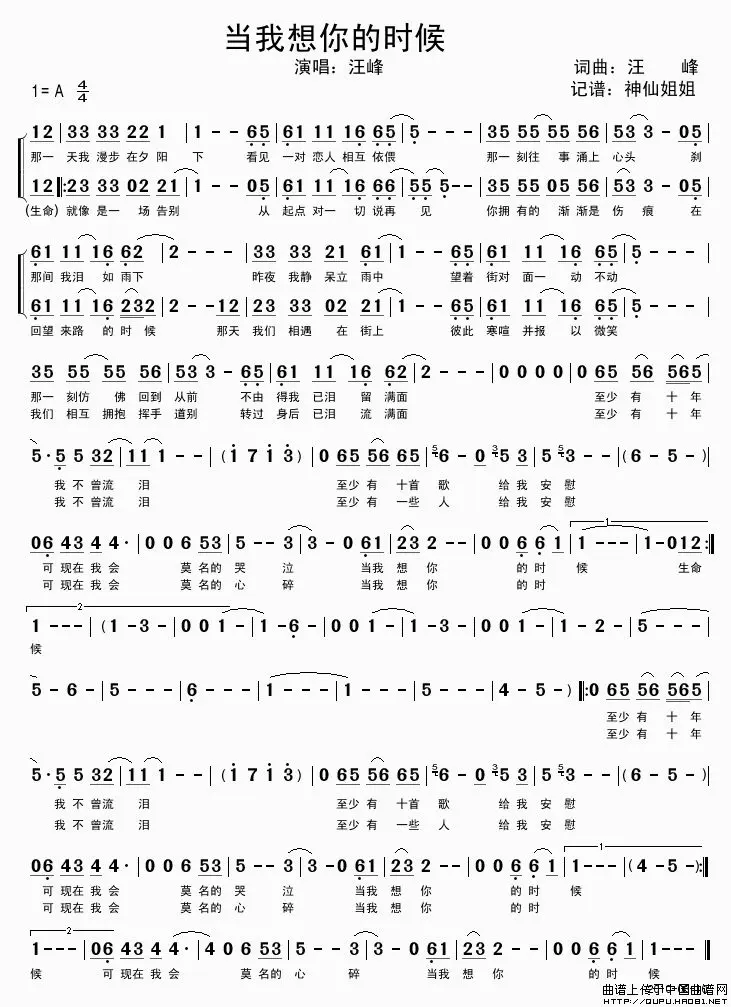 当我想你的时候
演唱：汪峰 词曲：汪 峰
1=A 4/4 记谱：神仙姐姐
12 | 33 33 22 1 | 1 - - 65 | 61 11 16 65 | 5 - - - | 35 55 55 56 | 53 3 - 05 |
那一 天我 漫步 在夕 阳 下 看见 一对 恋人 相互 依偎 那一 刻往 事 涌上 心头 刹
12 |: 23 33 02 21 | 1 - - 05 | 61 11 16 66 | 55 5 - - | 35 55 55 56 | 53 3 - 05 |
(生命) 就像 是一 场 告别 从 起点 对一 切 说再 见 你拥 有的 渐渐 是伤 痕 在
61 11 16 62 | 2 - - - | 33 33 21 61 | 1 - - 65 | 61 11 16 65 | 5 - - - |
那间 我泪 如 雨下 昨夜 我静 呆立 雨中 望着 街对 面一 动 不动
61 11 16 232 | 2 - - 12 | 23 33 02 21 | 1 - - 65 | 61 11 16 65 | 5 - - - |
回望 来路 的时 候 那天 我们 相遇 在 街上 彼此 寒暄 并报 以 微笑
35 55 55 56 | 53 3 - 65 | 61 11 16 62 | 2 - - - | 0 0 0 0 | 0 65 56 565 |
那一 刻仿 佛 回到 从前 不由 得我 已泪 留 满面 至少 有 十 年
我们 相互 拥抱 挥手 道别 转过 身后 已泪 流 满面 至少 有 十 年
5· 5 5 32 | 11 1 - - | (1 7 1 3) | 0 65 56 65 | 6 - 0 53 | 5 53 - - | (6 - 5 -) |
我 不 曾流 泪 至少 有 十首 歌 给我 安 慰
我 不 曾流 泪 至少 有 一些 人 给我 安 慰
06 43 4 4· | 0 0 6 53 | 5 - - 3 | 3 - 0 61 | 23 2 - - | 0 0 6 61 | 1 - - - | 1 - 0 12 :|
可 现在 我 会 莫 名的 哭 泣 当我 想 你 的 时 候 生命
可 现在 我 会 莫 名的 心 碎 当我 想 你 的 时
1 - - - | (1 - 3 - | 0 0 1 - | 1 - 6 - | 0 0 1 - | 1 - 3 - | 0 0 1 - | 1 - 2 - | 5 - - - |
候
5 - 6 - | 5 - - - | 6 - - - | 1 - - - | 1 - - - | 5 - - - | 4 - 5 - ) |: 0 65 56 565 |
至少 有 十 年
至少 有 十 年
5· 5 5 32 | 11 1 - - | (1 7 1 3) | 0 65 56 65 | 6 - 0 53 | 5 53 - - | (6 - 5 -) |
我 不 曾流 泪 至少 有 十首 歌 给我 安 慰
我 不 曾流 泪 至少 有 一些 人 给我 安 慰
06 43 4 4· | 0 0 6 53 | 5 - - 3 | 3 - 0 61 | 23 2 - - | 0 0 6 61 | 1 - - - | (4 - 5 -) :|
可 现在 我 会 莫 名的 哭 泣 当我 想 你 的 时 候
可 现在 我 会 莫 名的 心 碎 当我 想 你 的 时
1 - - - | 06 43 4 4· | 4 0 6 53 | 5 - - 3 | 3 - 0 61 | 23 2 - - | 0 0 6 61 | 1 - - - |
候 可 现在 我 会 莫 名的 心 碎 当我 想 你 的 时 候
曲谱上传于中国曲谱网
HTTP://QUPU.HAO81.NET